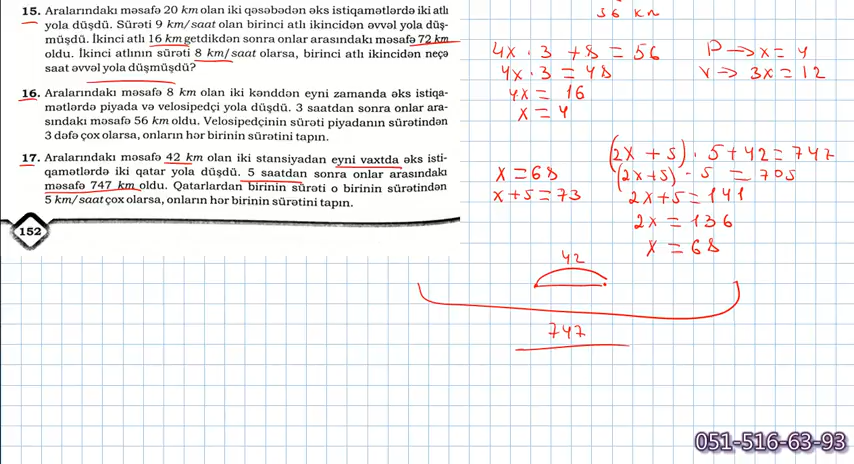 15. Aralarındakı məsafə 20 km olan iki qəsəbədən əks istiqamətlərdə iki atlı
yola düşdü. Sürəti 9 km/saat olan birinci atlı ikincidən əvvəl yola düş-
müşdü. İkinci atlı 16 km getdikdən sonra onlar arasındakı məsafə 72 km
oldu. İkinci atlının sürəti 8 km/saat olarsa, birinci atlı ikincidən neçə
saat əvvəl yola düşmüşdü?
16. Aralarındakı məsafə 8 km olan iki kənddən eyni zamanda əks istiqa-
mətlərdə piyada və velosipedçi yola düşdü. 3 saatdan sonra onlar ara-
sındakı məsafə 56 km oldu. Velosipedçinin sürəti piyadanın sürətindən
3 dəfə çox olarsa, onların hər birinin sürətini tapın.
17. Aralarındakı məsafə 42 km olan iki stansiyadan eyni vaxtda əks isti-
qamətlərdə iki qatar yola düşdü. 5 saatdan sonra onlar arasındakı
məsafə 747 km oldu. Qatarlardan birinin sürəti o birinin sürətindən
5 km/saat çox olarsa, onların hər birinin sürətini tapın.
152
4x · 3 + 8 = 56
4x · 3 = 48
4x = 16
x = 4
P → x = 4
V → 3x = 12
(2x + 5) · 5 + 42 = 747
(2x + 5) · 5 = 705
2x + 5 = 141
2x = 136
x = 68
x = 68
x + 5 = 73
42
747
051-516-63-93